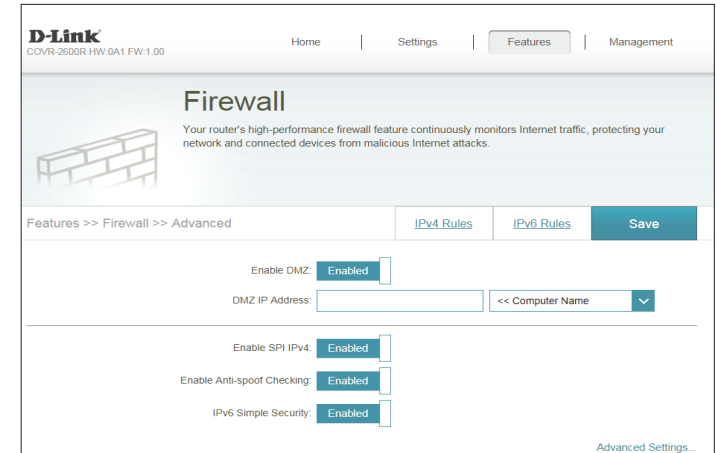 D-Link
COVR-2600R HW:0A1 FW:1.00
Home
Settings
Features
Management
Firewall
Your router's high-performance firewall feature continuously monitors Internet traffic, protecting your
network and connected devices from malicious Internet attacks.
Features >> Firewall >> Advanced
IPv4 Rules
IPv6 Rules
Save
Enable DMZ: Enabled
DMZ IP Address: << Computer Name
Enable SPI IPv4: Enabled
Enable Anti-spoof Checking: Enabled
IPv6 Simple Security: Enabled
Advanced Settings...